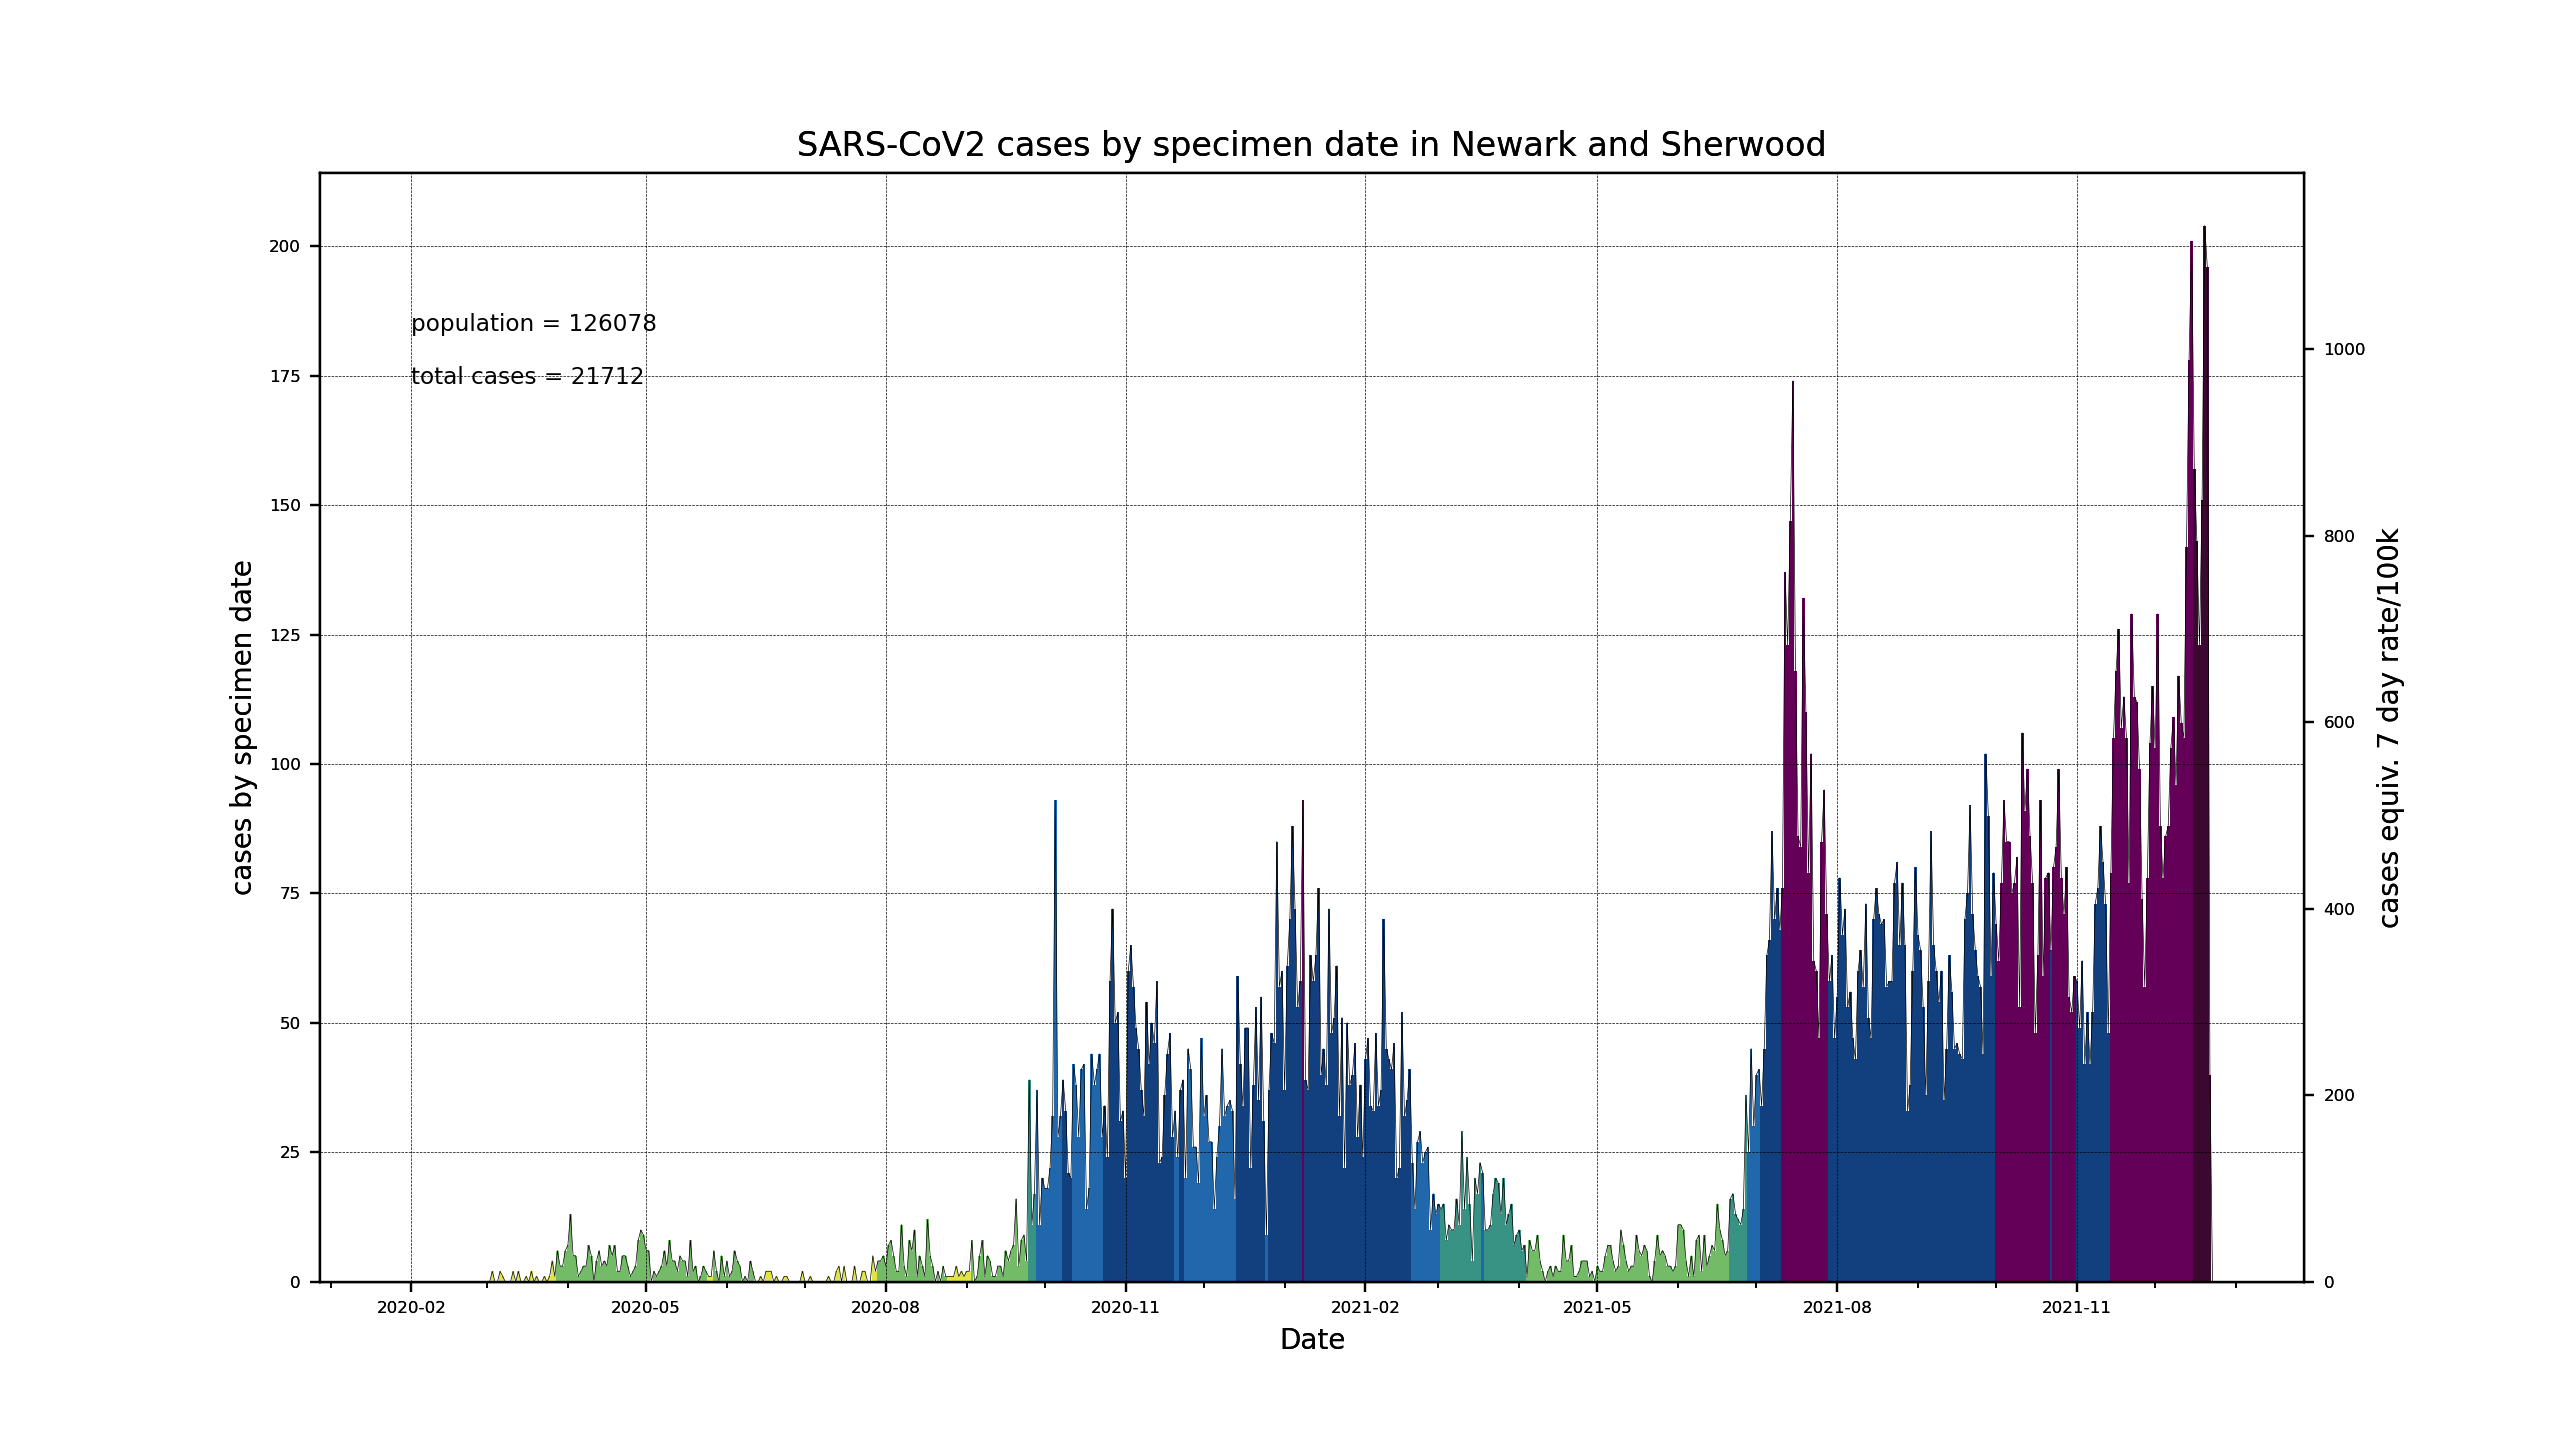 SARS-CoV2 cases by specimen date in Newark and Sherwood
population = 126078
total cases = 21712
cases by specimen date
200
175
150
125
100
75
50
25
0
1000
800
600
400
200
0
cases equiv. 7 day rate/100k
2020-02 2020-05 2020-08 2020-11 2021-02 2021-05 2021-08 2021-11
Date